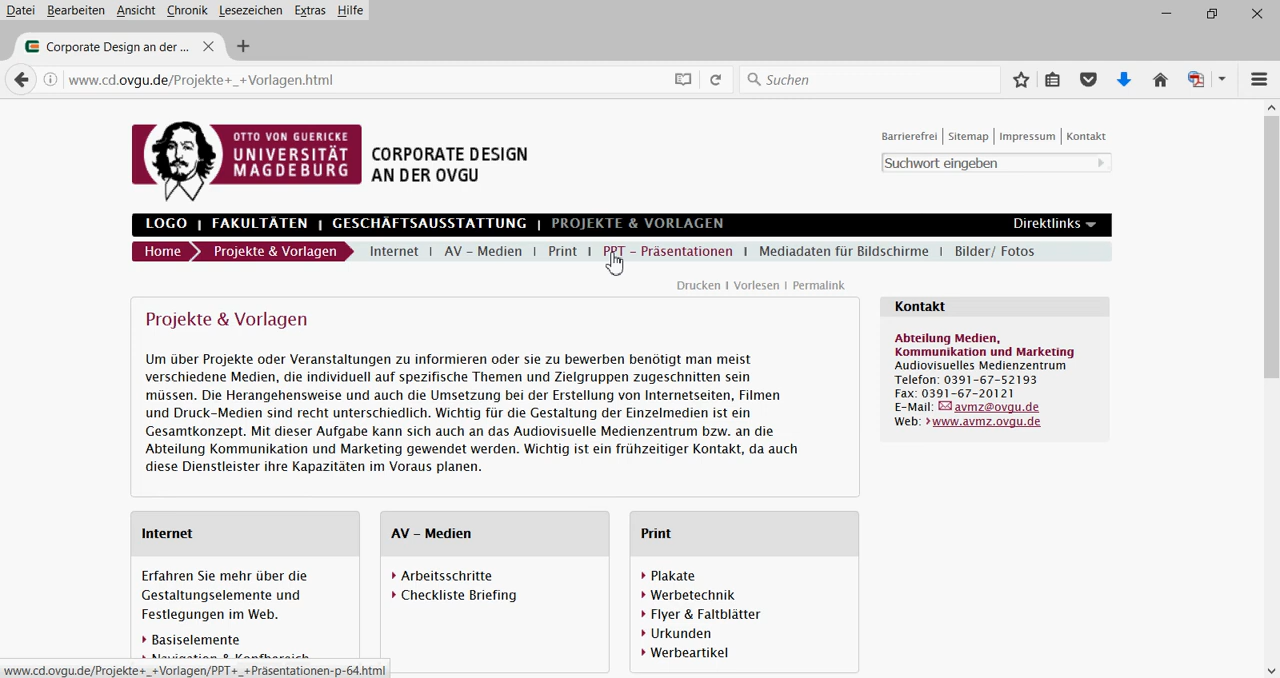 Datei Bearbeiten Ansicht Chronik Lesezeichen Extras Hilfe
Corporate Design an der ...
www.cd.ovgu.de/Projekte+_+Vorlagen.html
Suchen
OTTO VON GUERICKE
UNIVERSITÄT
MAGDEBURG
CORPORATE DESIGN
AN DER OVGU
Barrierefrei | Sitemap | Impressum | Kontakt
Suchwort eingeben
LOGO | FAKULTÄTEN | GESCHÄFTSAUSSTATTUNG | PROJEKTE & VORLAGEN
Direktlinks
Home Projekte & Vorlagen Internet | AV - Medien | Print | PPT - Präsentationen | Mediadaten für Bildschirme | Bilder/ Fotos
Drucken | Vorlesen | Permalink
Projekte & Vorlagen
Um über Projekte oder Veranstaltungen zu informieren oder sie zu bewerben benötigt man meist
verschiedene Medien, die individuell auf spezifische Themen und Zielgruppen zugeschnitten sein
müssen. Die Herangehensweise und auch die Umsetzung bei der Erstellung von Internetseiten, Filmen
und Druck-Medien sind recht unterschiedlich. Wichtig für die Gestaltung der Einzelmedien ist ein
Gesamtkonzept. Mit dieser Aufgabe kann sich auch an das Audiovisuelle Medienzentrum bzw. an die
Abteilung Kommunikation und Marketing gewendet werden. Wichtig ist ein frühzeitiger Kontakt, da auch
diese Dienstleister ihre Kapazitäten im Voraus planen.
Kontakt
Abteilung Medien,
Kommunikation und Marketing
Audiovisuelles Medienzentrum
Telefon: 0391-67-52193
Fax: 0391-67-20121
E-Mail: avmz@ovgu.de
Web: www.avmz.ovgu.de
Internet
Erfahren Sie mehr über die
Gestaltungselemente und
Festlegungen im Web.
Basiselemente
Navigation & Kopfbereich
AV - Medien
Arbeitsschritte
Checkliste Briefing
Print
Plakate
Werbetechnik
Flyer & Faltblätter
Urkunden
Werbeartikel
www.cd.ovgu.de/Projekte+_+Vorlagen/PPT+_+Präsentationen-p-64.html